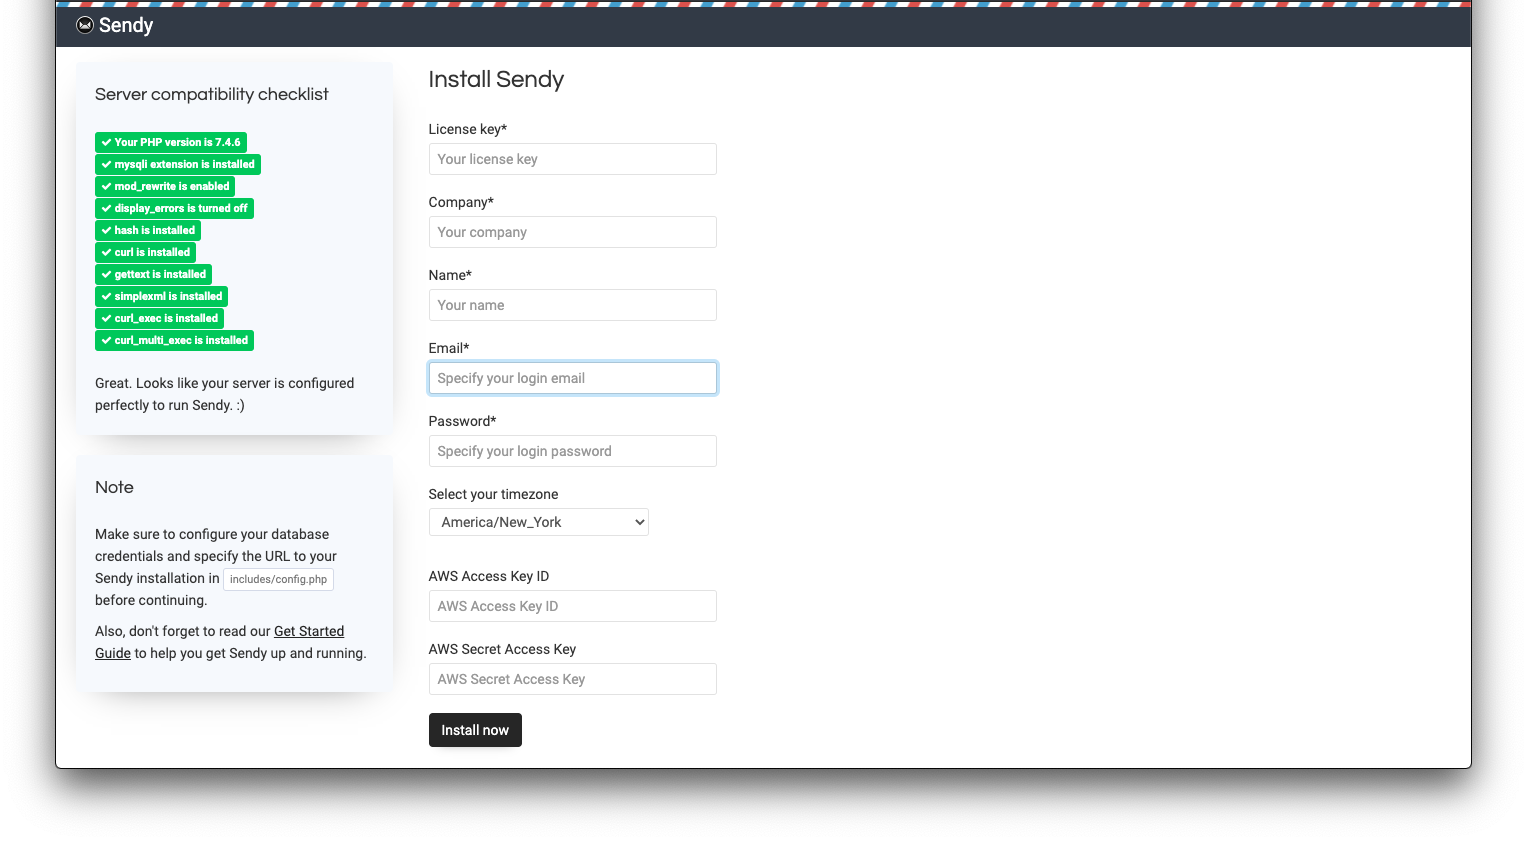 Sendy
Server compatibility checklist
Your PHP version is 7.4.6
mysqli extension is installed
mod_rewrite is enabled
display_errors is turned off
hash is installed
curl is installed
gettext is installed
simplexml is installed
curl_exec is installed
curl_multi_exec is installed
Great. Looks like your server is configured
perfectly to run Sendy. :)
Note
Make sure to configure your database
credentials and specify the URL to your
Sendy installation in includes/config.php
before continuing.
Also, don't forget to read our Get Started
Guide to help you get Sendy up and running.
Install Sendy
License key*
Your license key
Company*
Your company
Name*
Your name
Email*
Specify your login email
Password*
Specify your login password
Select your timezone
America/New_York
AWS Access Key ID
AWS Access Key ID
AWS Secret Access Key
AWS Secret Access Key
Install now